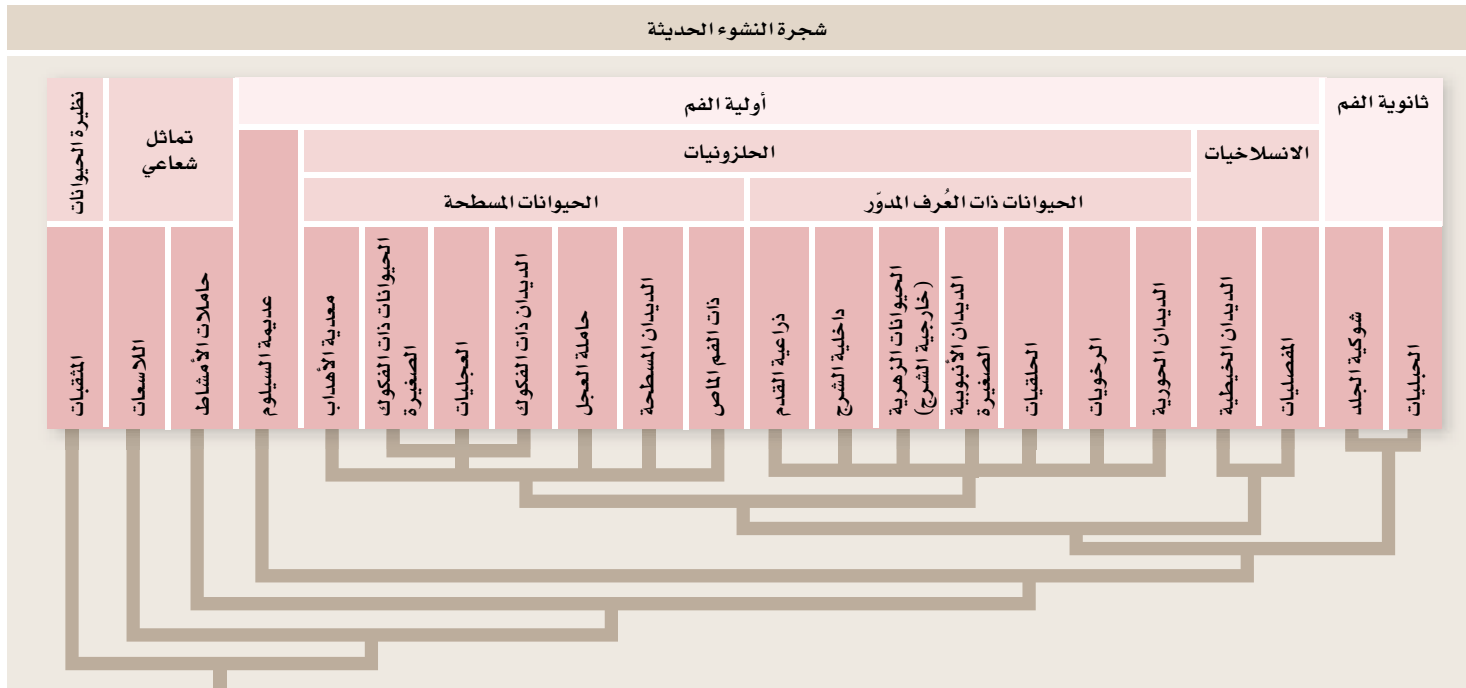 شجرة النشوء الحديثة
ثانوية الفم
أولية الفم
تماثل
شعاعي
نظيرة الحيوانات
الانسلاخيات
الحلزونيات
الحيوانات ذات العُرف المدوّر
الحيوانات المسطحة
الحبليات
شوكية الجلد
المفصليات
الديدان الخيطية
الديدان الحورية
الرخويات
الحلقيات
الديدان الأنبوبية
الصغيرة
الحيوانات الزهرية
(خارجية الشرج)
داخلية الشرج
ذراعية القدم
ذات الفم الماص
الديدان المسطحة
حاملة العجل
الديدان ذات الفكوك
العجليات
الحيوانات ذات الفكوك
الصغيرة
معدية الأهداب
عديمة السيلوم
حاملات الأمشاط
اللاسعات
المثقبات